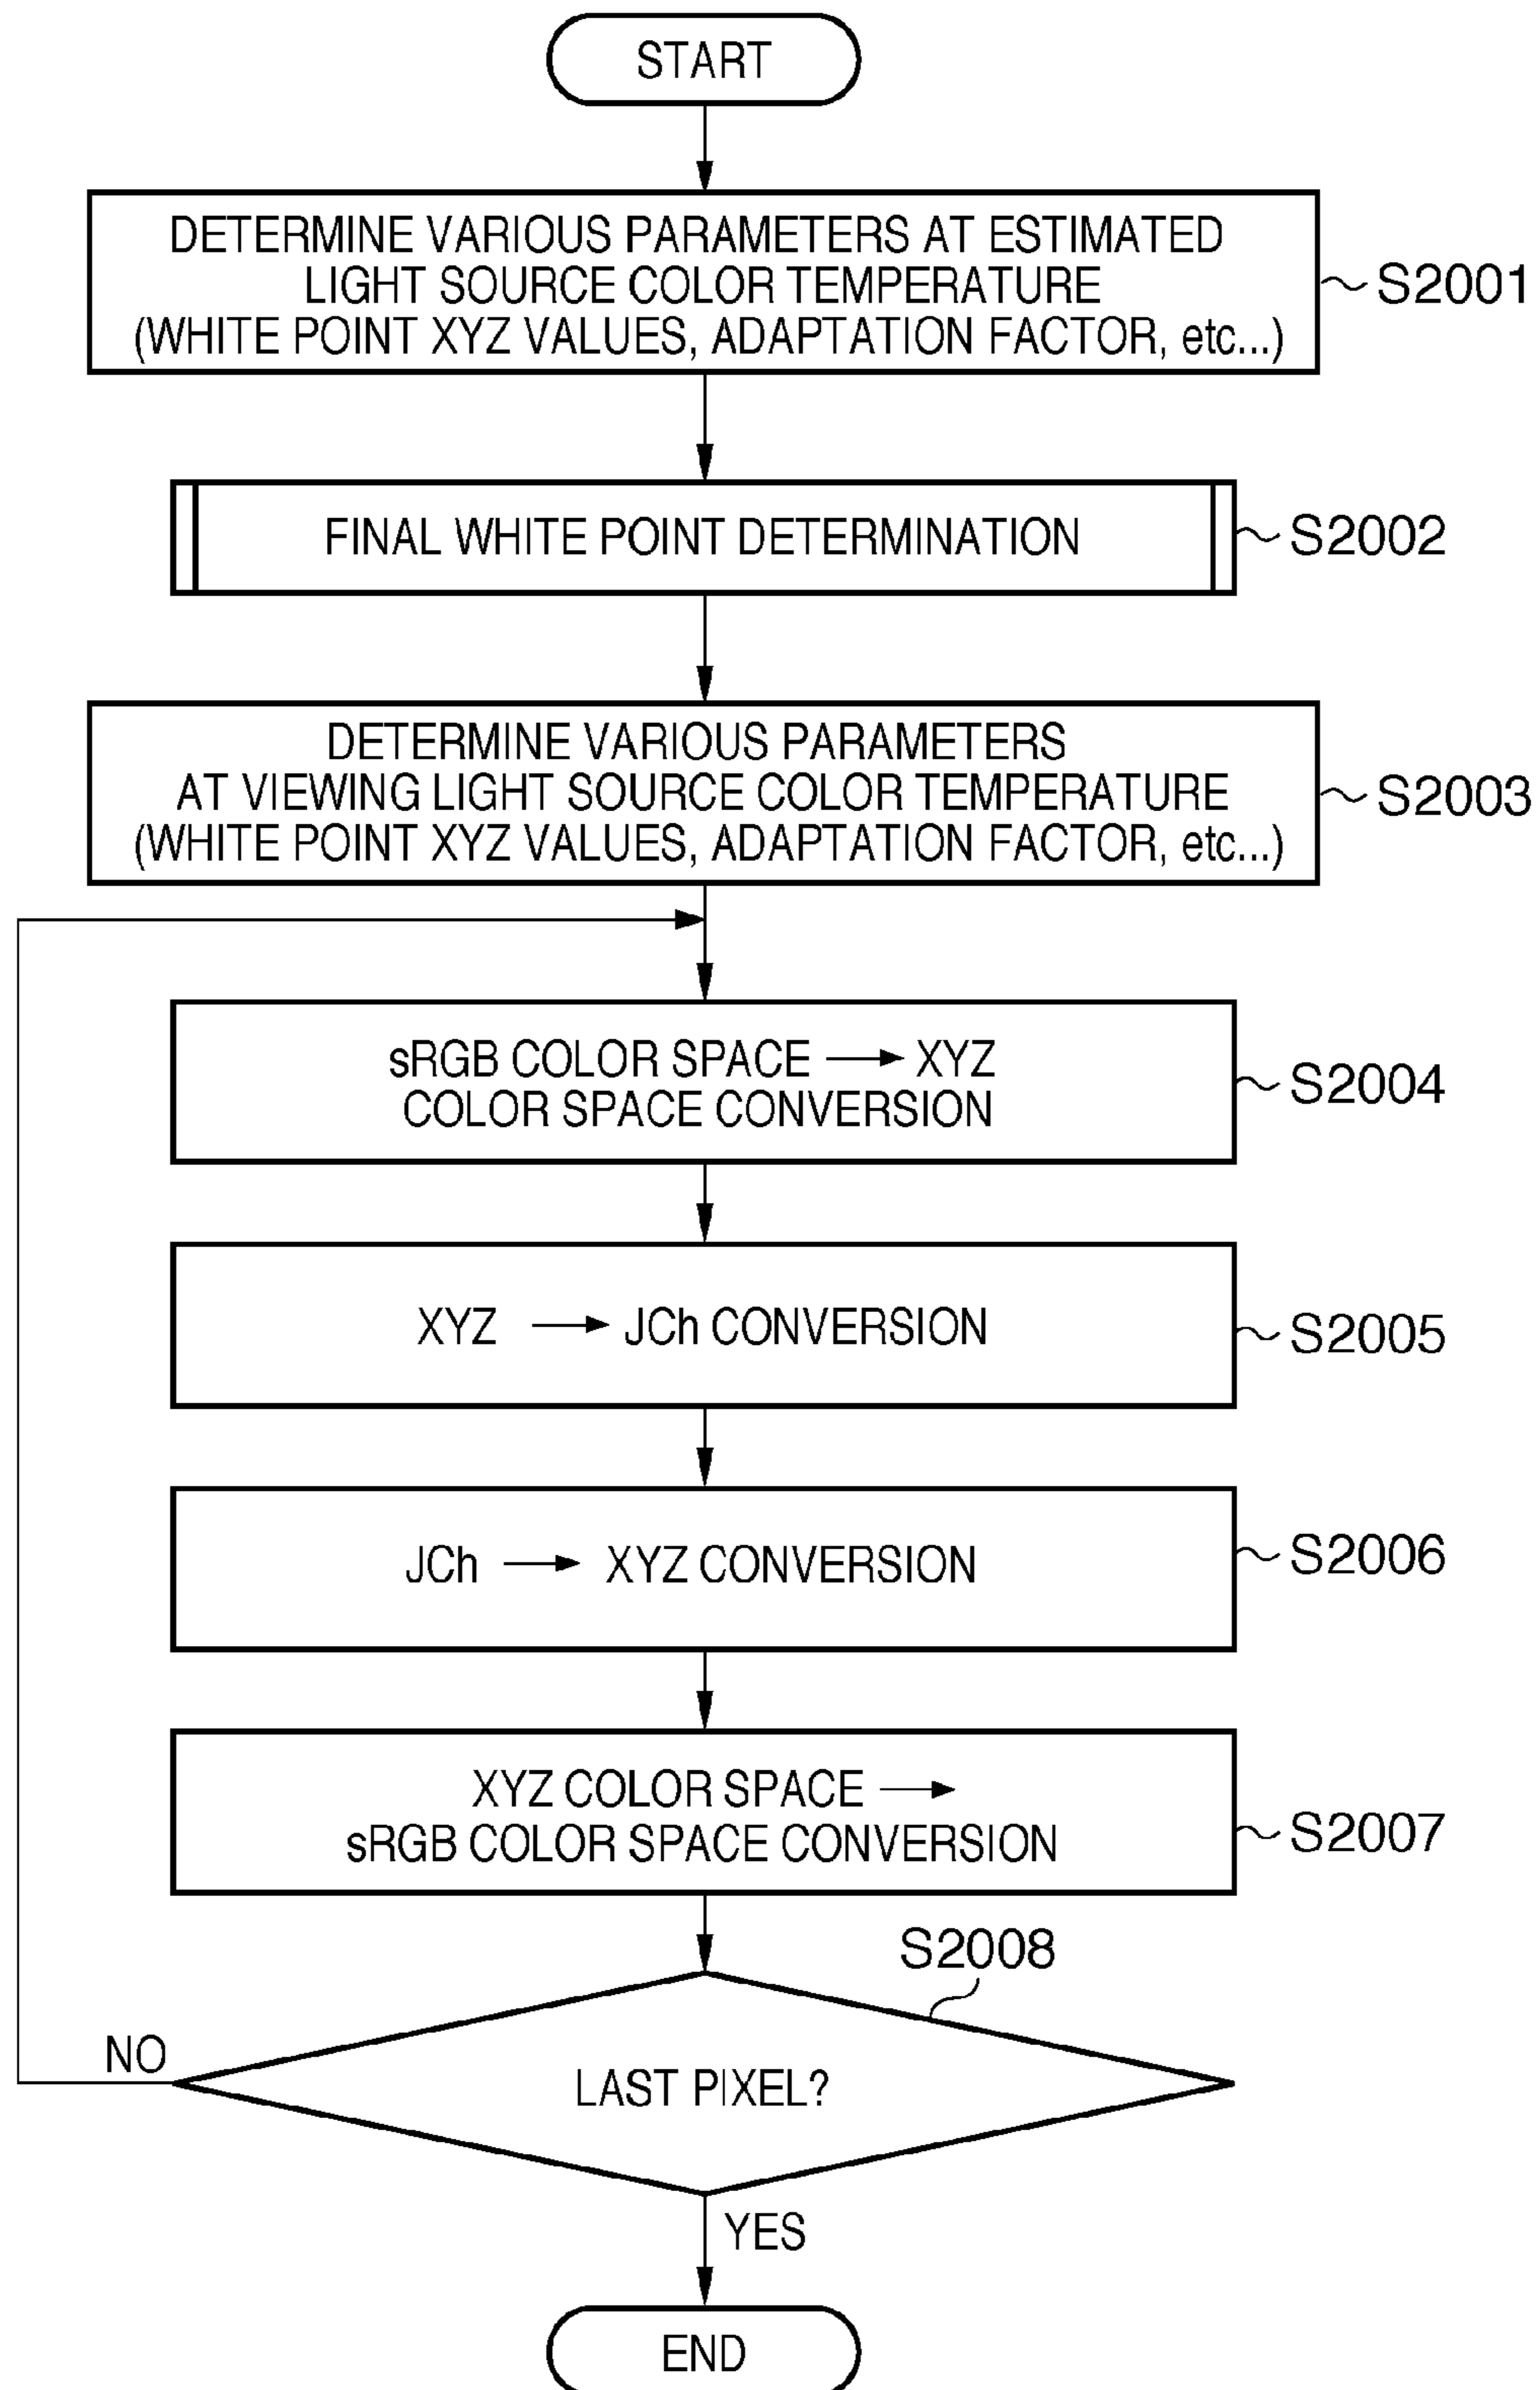 START
DETERMINE VARIOUS PARAMETERS AT ESTIMATED
LIGHT SOURCE COLOR TEMPERATURE
(WHITE POINT XYZ VALUES, ADAPTATION FACTOR, etc...)
S2001
FINAL WHITE POINT DETERMINATION
S2002
DETERMINE VARIOUS PARAMETERS
AT VIEWING LIGHT SOURCE COLOR TEMPERATURE
(WHITE POINT XYZ VALUES, ADAPTATION FACTOR, etc...)
S2003
sRGB COLOR SPACE → XYZ
COLOR SPACE CONVERSION
S2004
XYZ → JCh CONVERSION
S2005
JCh → XYZ CONVERSION
S2006
XYZ COLOR SPACE →
sRGB COLOR SPACE CONVERSION
S2007
S2008
NO
LAST PIXEL?
YES
END